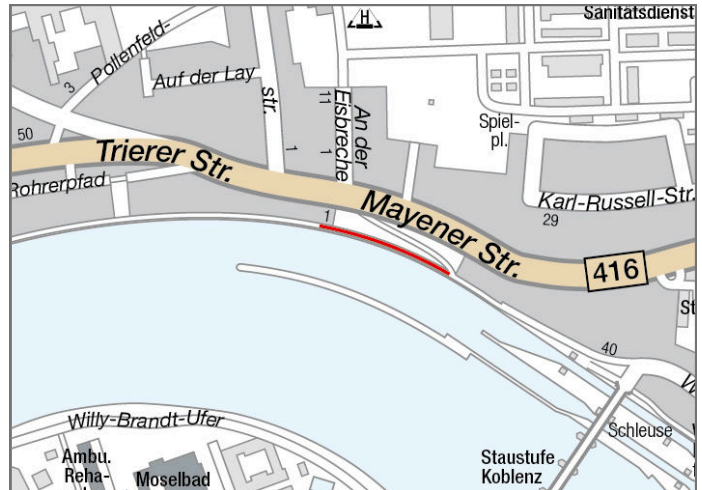 H
Sanitätsdienst
Pollenfeld-
3
Auf der Lay
str.
11
1
An der
Eisbreche
50
1
Spiel-
pl.
Trierer Str.
Rohrerpfad
Mayener Str.
Karl-Russell-Str.
29
1
416
St
40
W
Willy-Brandt-Ufer
Schleuse
Ambu.
Reha-
Moselbad
Staustufe
Koblenz